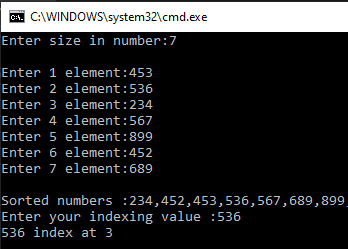 C:\WINDOWS\system32\cmd.exe
Enter size in number:7
Enter 1 element:453
Enter 2 element:536
Enter 3 element:234
Enter 4 element:567
Enter 5 element:899
Enter 6 element:452
Enter 7 element:689
Sorted numbers :234,452,453,536,567,689,899,
Enter your indexing value :536
536 index at 3